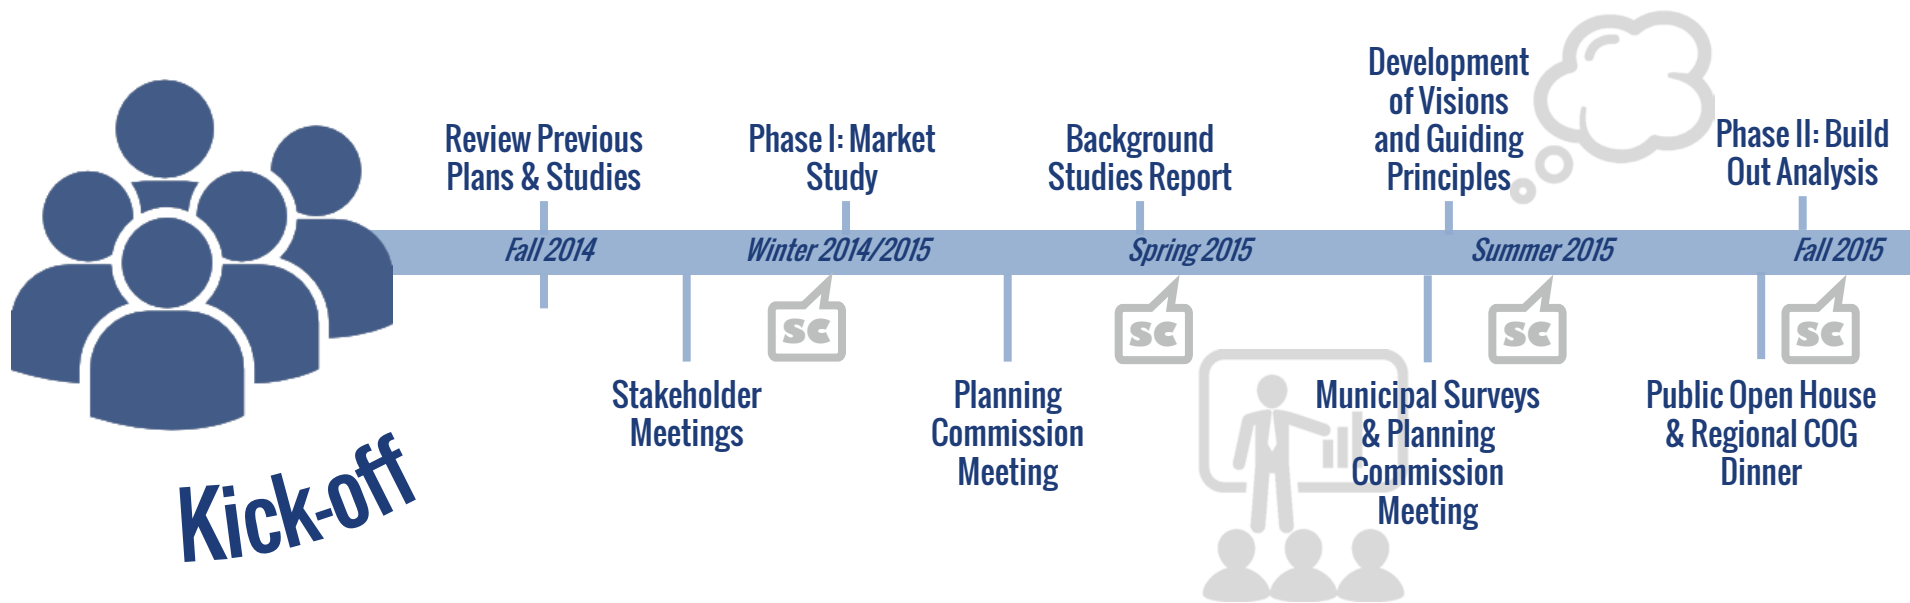 Review Previous
Plans & Studies
Phase I: Market
Study
Background
Studies Report
Development
of Visions
and Guiding
Principles
Phase II: Build
Out Analysis
Fall 2014
Winter 2014/2015
Spring 2015
Summer 2015
Fall 2015
SC
SC
SC
SC
Stakeholder
Meetings
Planning
Commission
Meeting
Municipal Surveys
& Planning
Commission
Meeting
Public Open House
& Regional COG
Dinner
Kick-off